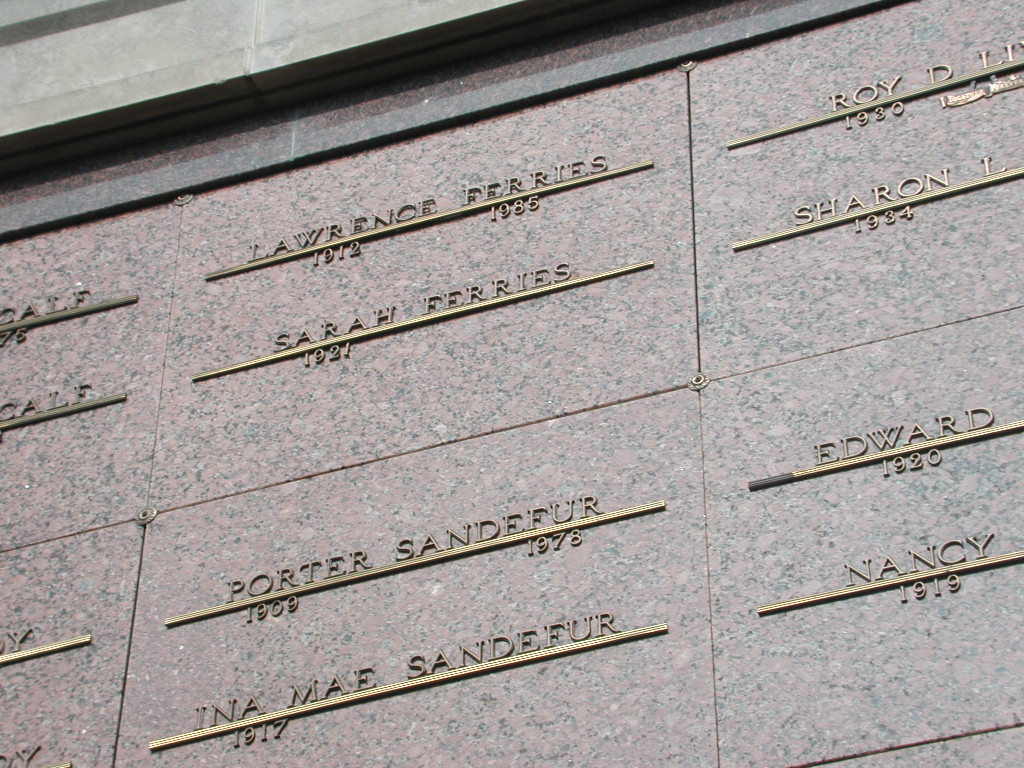 LAWRENCE FERRIES
1912 1985
SARAH FERRIES
1921
PORTER SANDEFUR
1909 1978
INA MAE SANDEFUR
1917
ROY D
1930
SHARON L
1934
EDWARD
1920
NANCY
1919